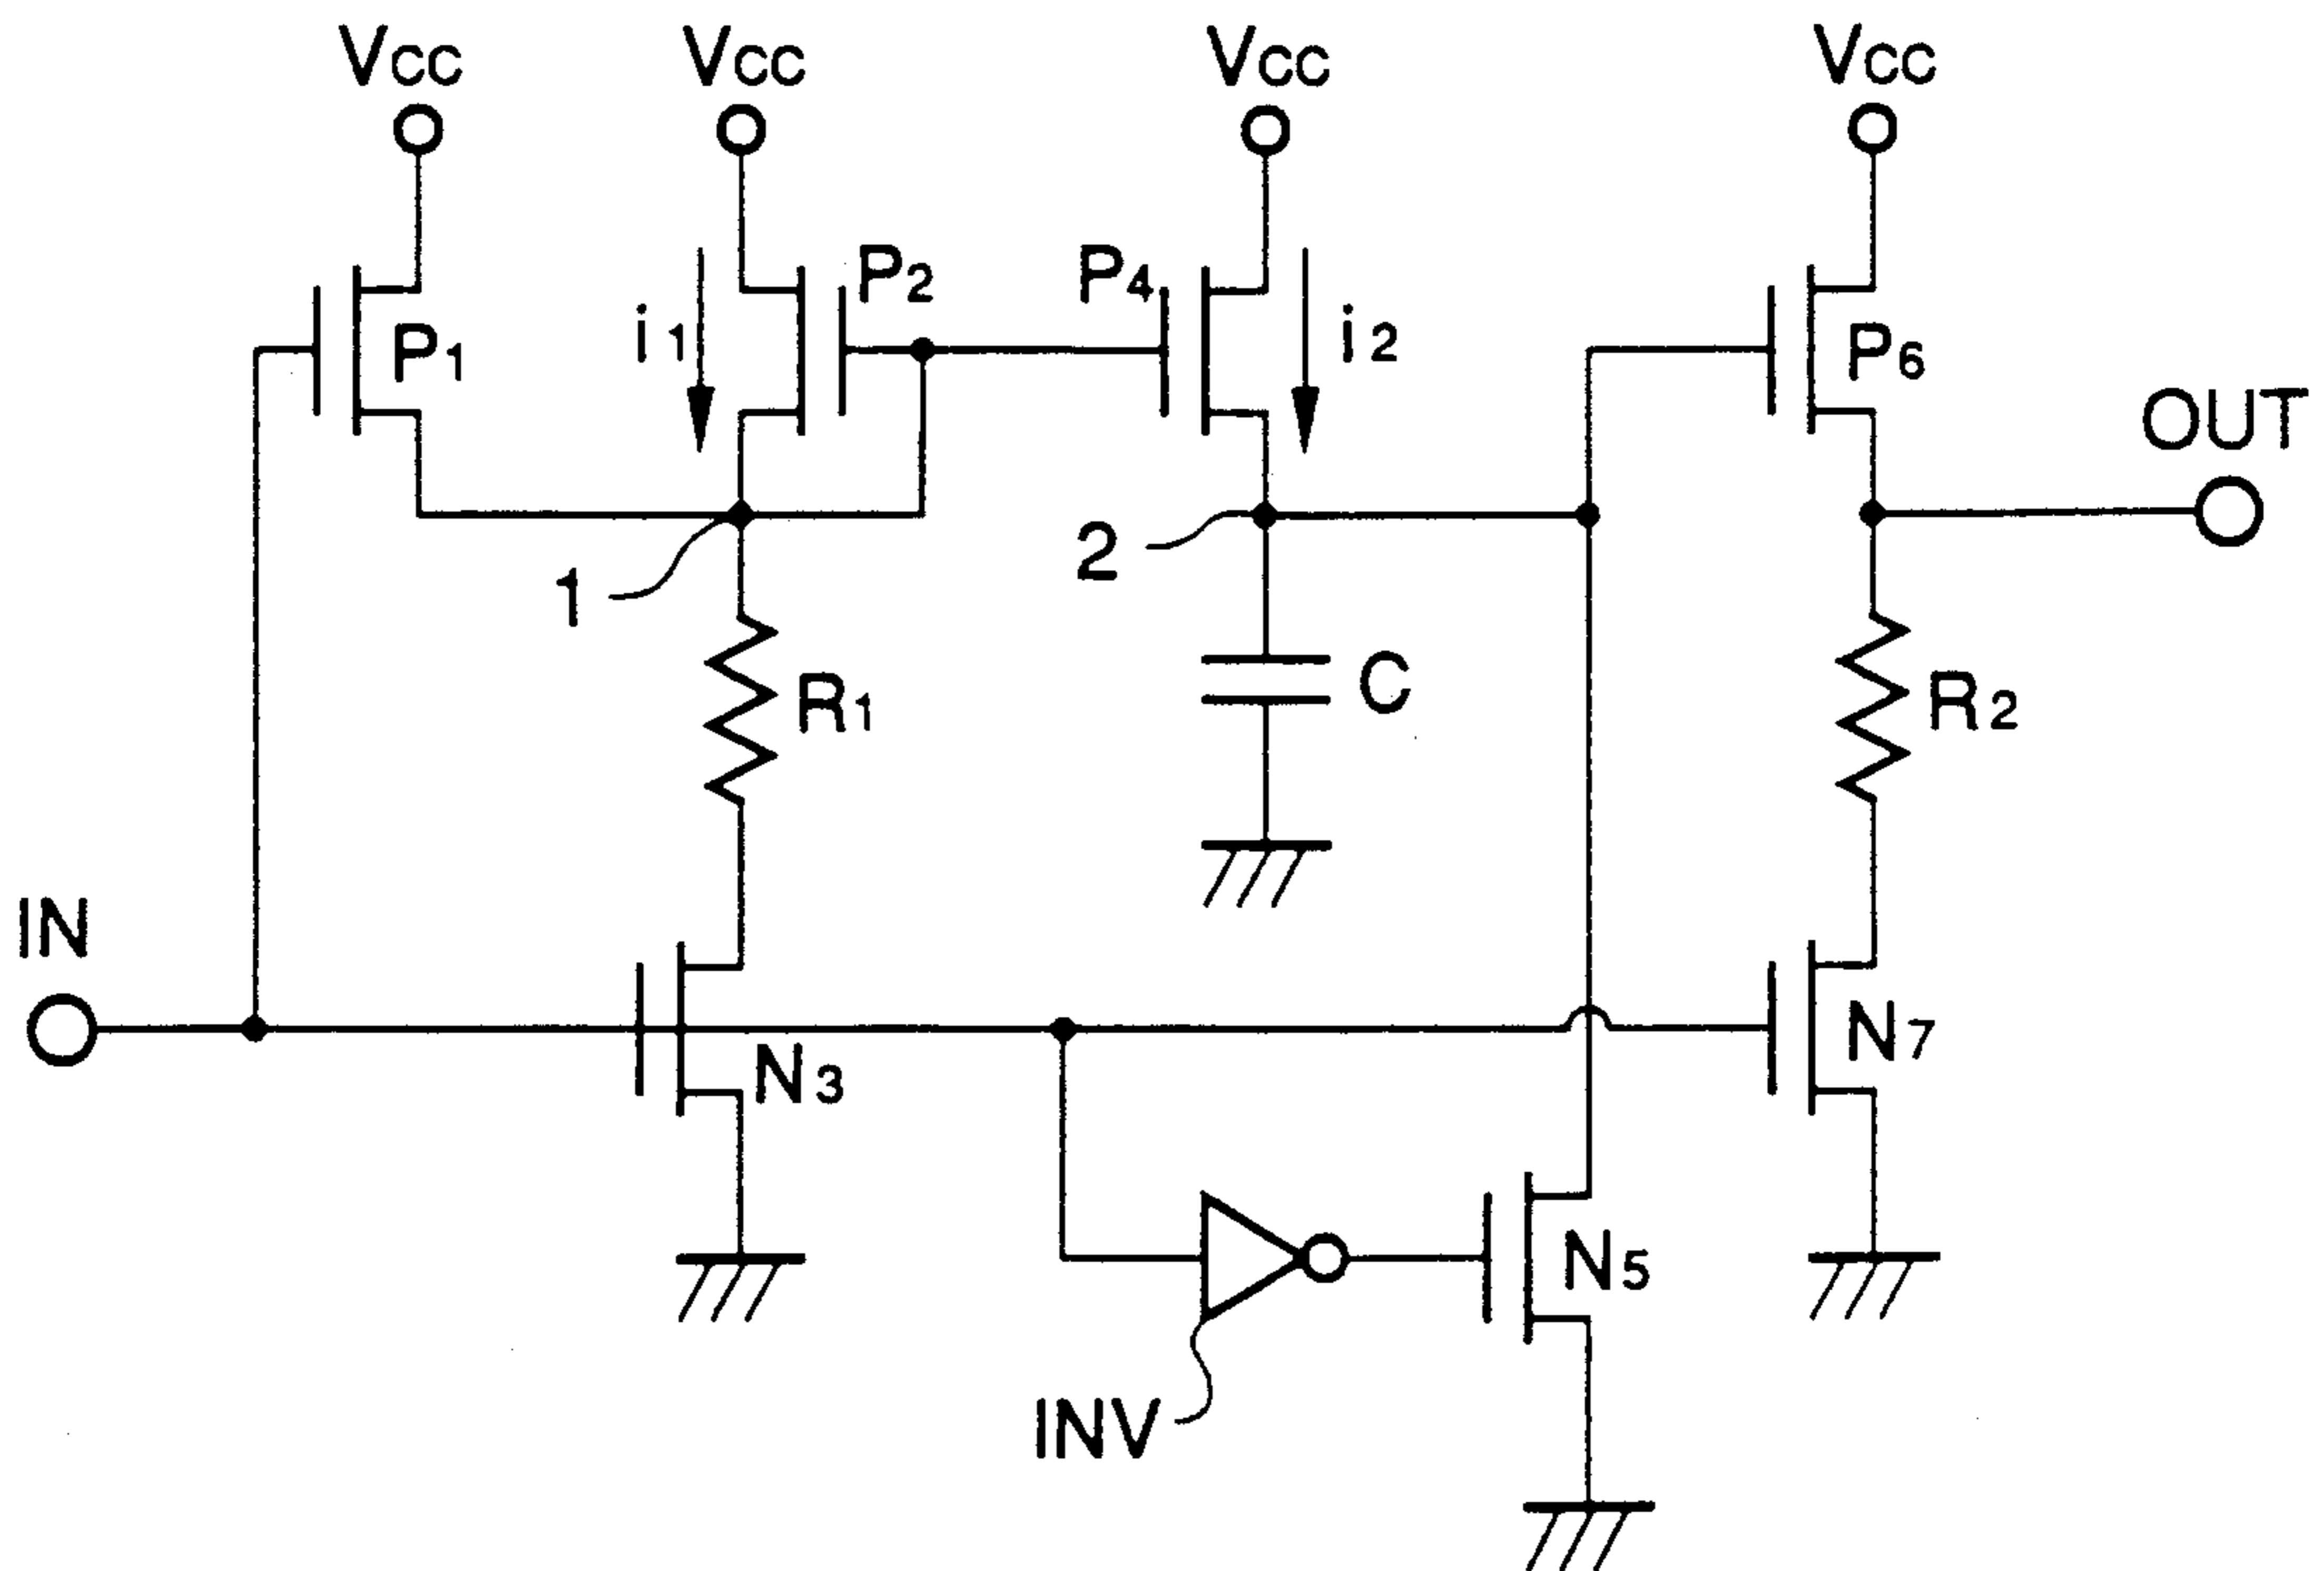 Vcc Vcc Vcc Vcc
P1 i1 P2 P4 i2 P6
OUT
1 2
R1 C R2
IN
N3 N7
N5
INV